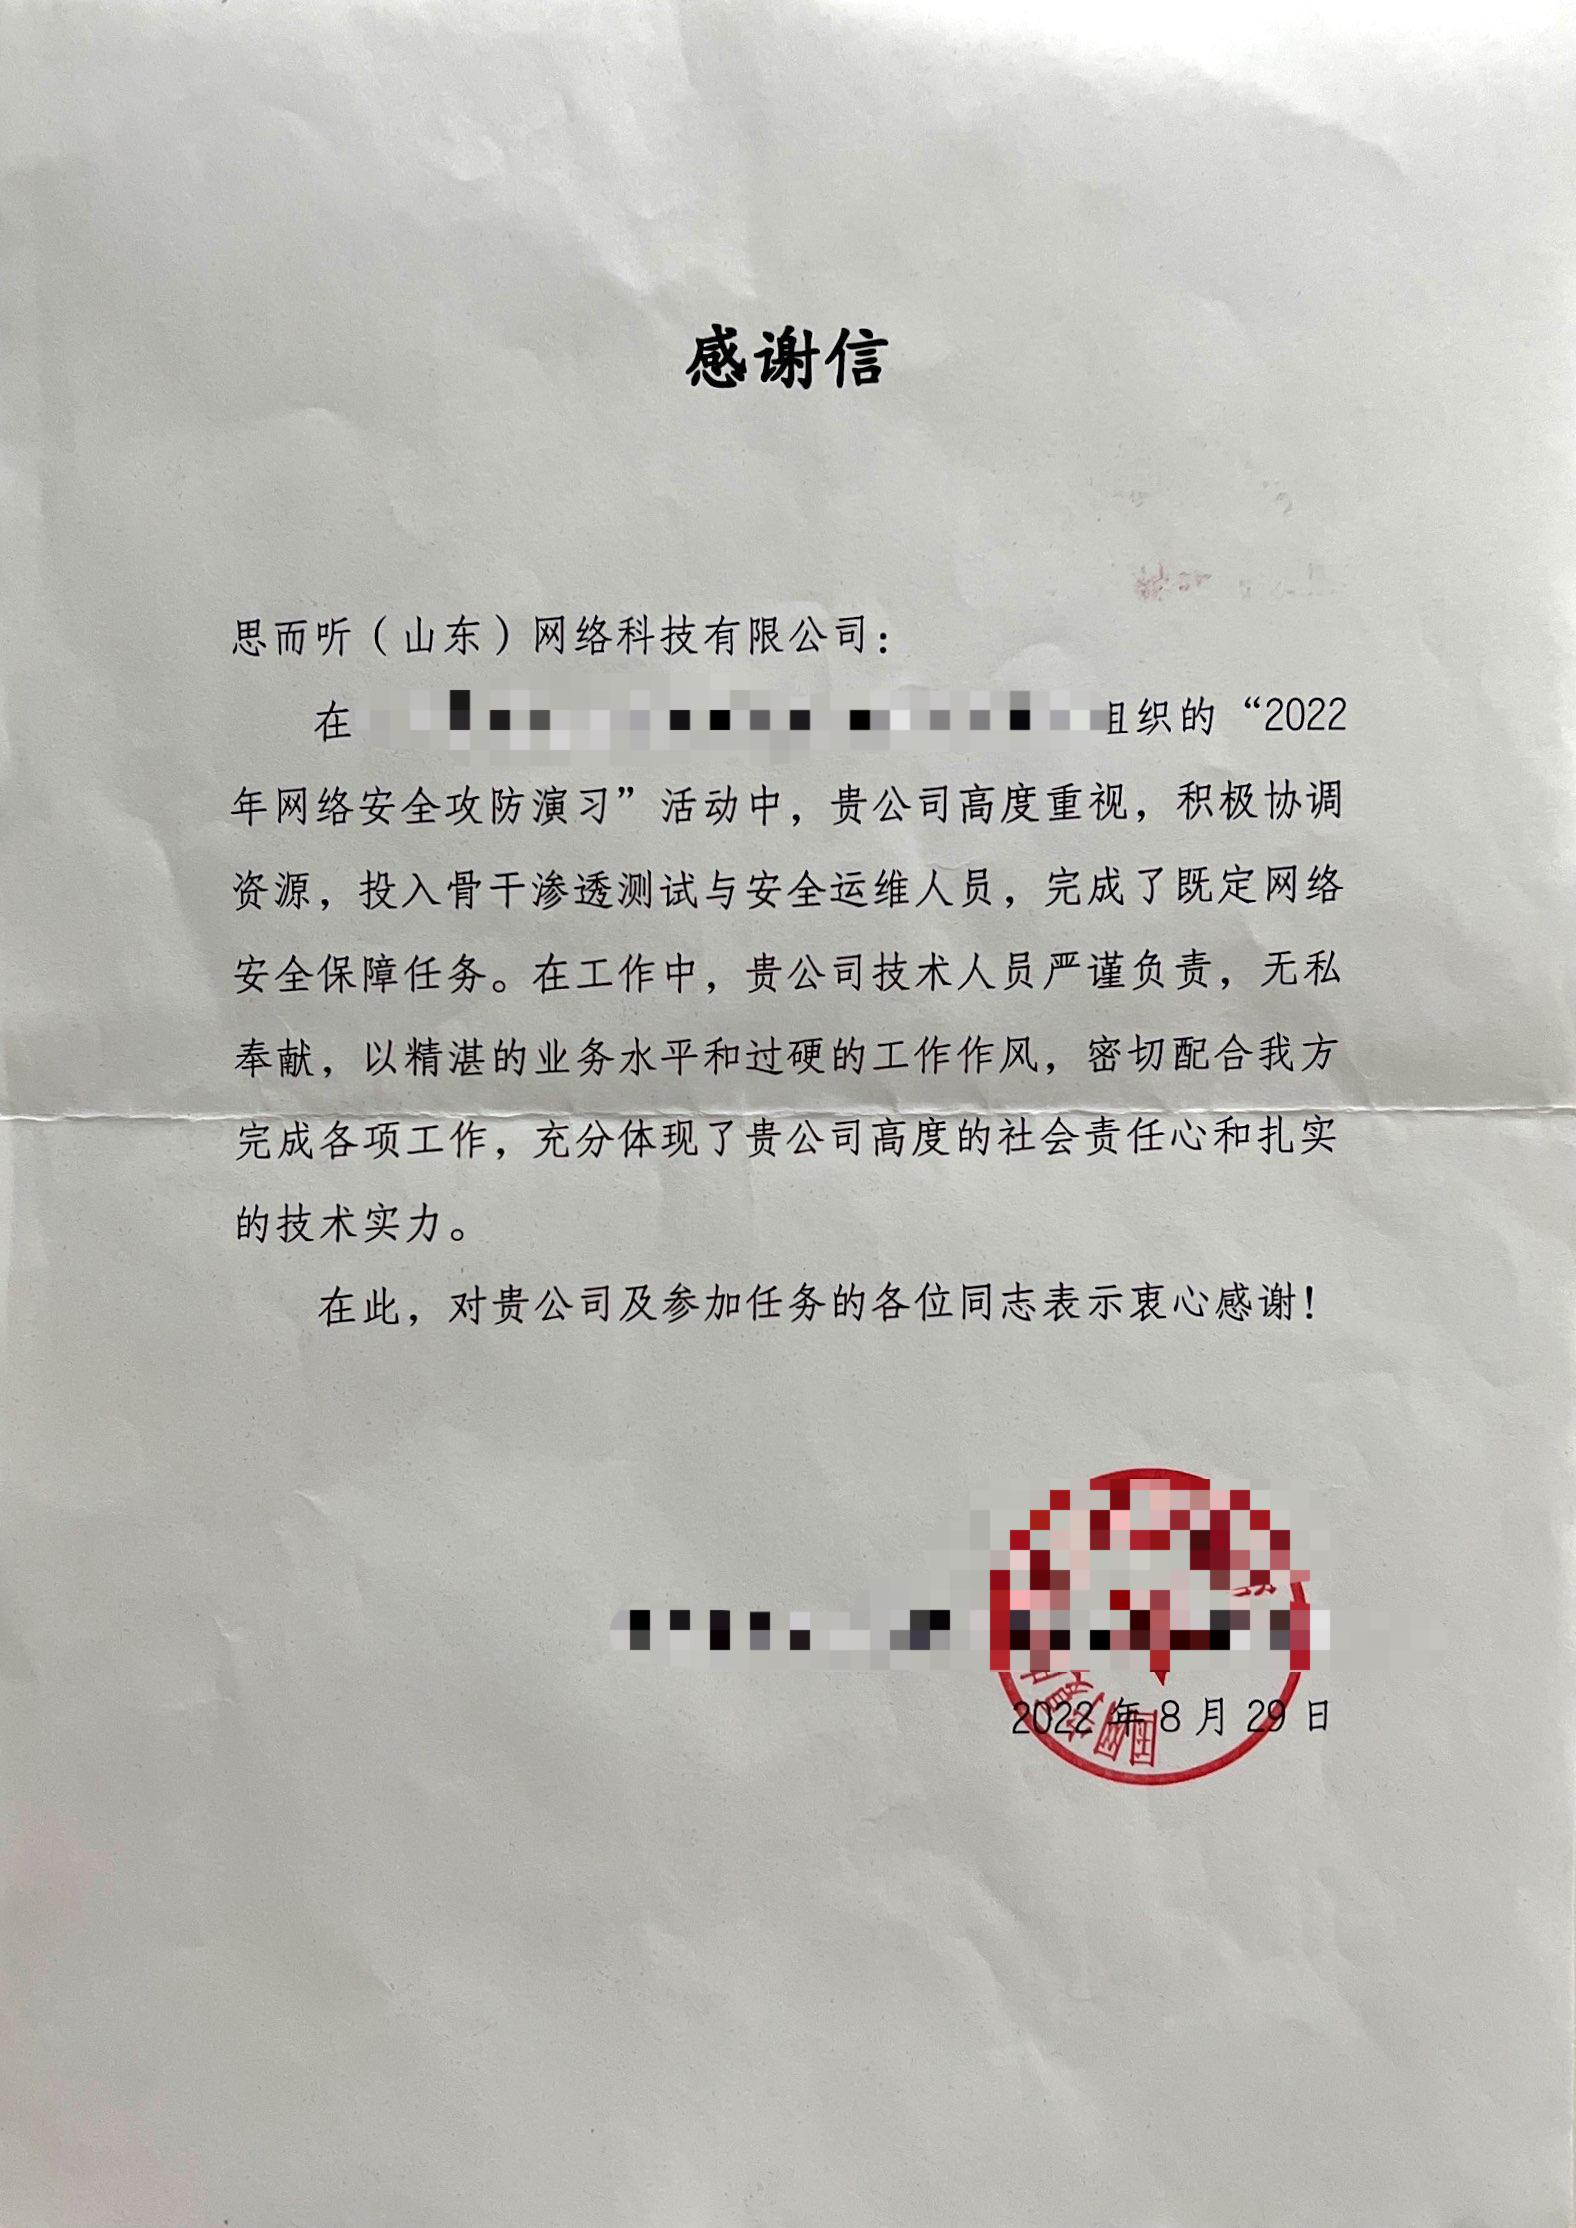 感谢信
思而听（山东）网络科技有限公司：
在 组织的“2022
年网络安全攻防演习”活动中，贵公司高度重视，积极协调
资源，投入骨干渗透测试与安全运维人员，完成了既定网络
安全保障任务。在工作中，贵公司技术人员严谨负责，无私
奉献，以精湛的业务水平和过硬的工作作风，密切配合我方
完成各项工作，充分体现了贵公司高度的社会责任心和扎实
的技术实力。
在此，对贵公司及参加任务的各位同志表示衷心感谢！
2022 年 8 月 29 日